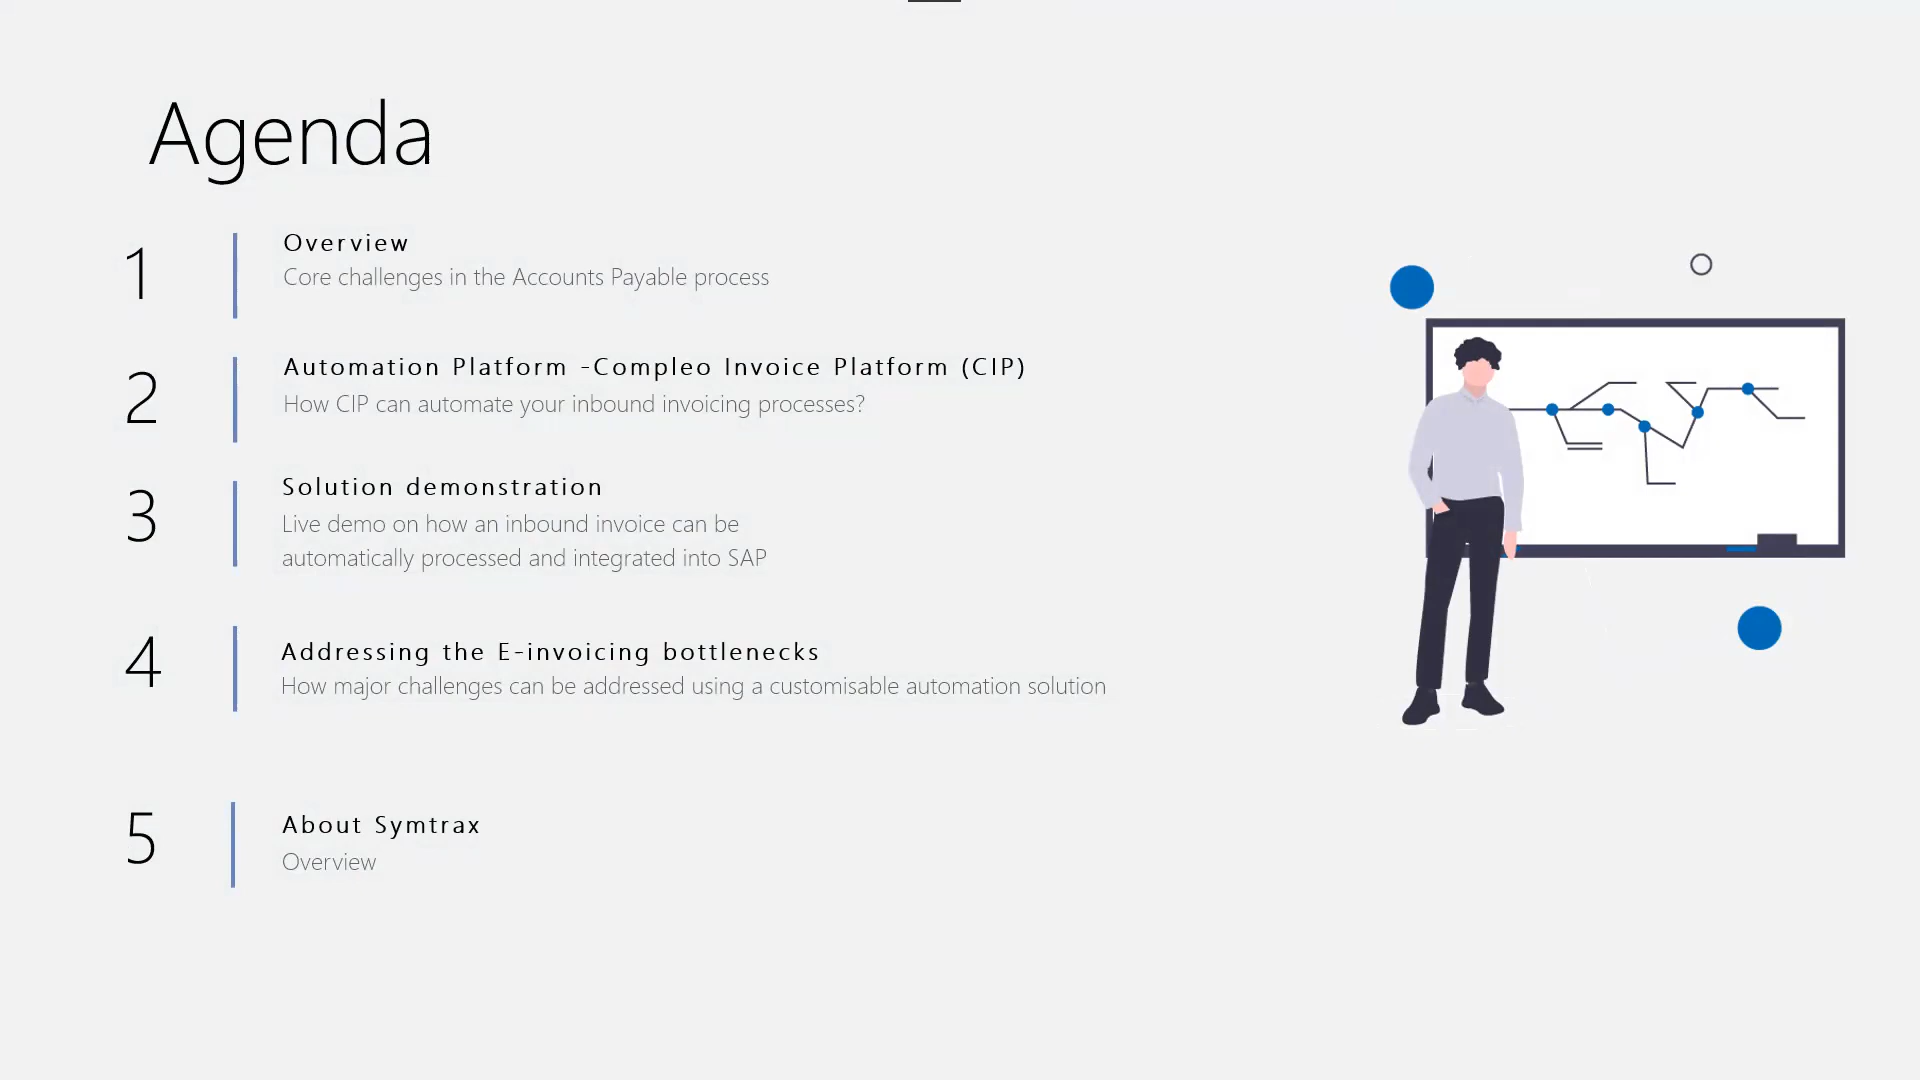 Agenda
1
Overview
Core challenges in the Accounts Payable process
2
Automation Platform -Compleo Invoice Platform (CIP)
How CIP can automate your inbound invoicing processes?
3
Solution demonstration
Live demo on how an inbound invoice can be
automatically processed and integrated into SAP
4
Addressing the E-invoicing bottlenecks
How major challenges can be addressed using a customisable automation solution
5
About Symtrax
Overview